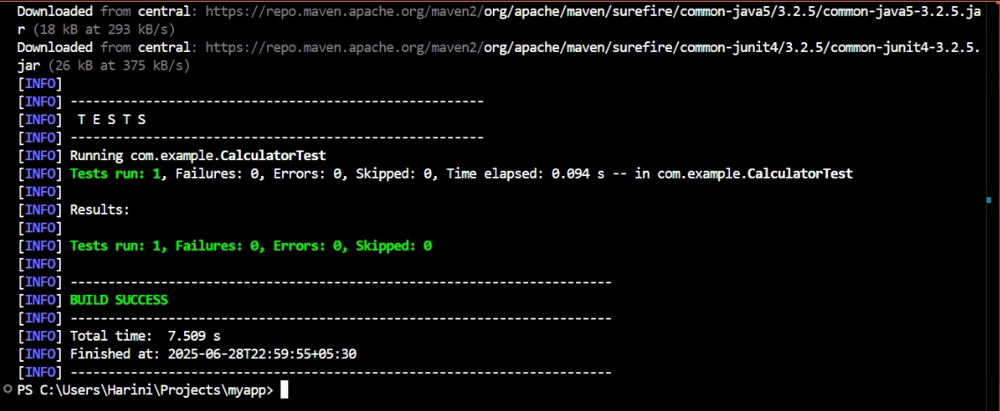 Downloaded from central: https://repo.maven.apache.org/maven2/org/apache/maven/surefire/common-java5/3.2.5/common-java5-3.2.5.ja
r (18 kB at 293 kB/s)
Downloaded from central: https://repo.maven.apache.org/maven2/org/apache/maven/surefire/common-junit4/3.2.5/common-junit4-3.2.5.
jar (26 kB at 375 kB/s)
[INFO]
[INFO] -------------------------------------------------------
[INFO]  T E S T S
[INFO] -------------------------------------------------------
[INFO] Running com.example.CalculatorTest
[INFO] Tests run: 1, Failures: 0, Errors: 0, Skipped: 0, Time elapsed: 0.094 s -- in com.example.CalculatorTest
[INFO]
[INFO] Results:
[INFO]
[INFO] Tests run: 1, Failures: 0, Errors: 0, Skipped: 0
[INFO]
[INFO] ------------------------------------------------------------------------
[INFO] BUILD SUCCESS
[INFO] ------------------------------------------------------------------------
[INFO] Total time:  7.509 s
[INFO] Finished at: 2025-06-28T22:59:55+05:30
[INFO] ------------------------------------------------------------------------
PS C:\Users\Harini\Projects\myapp>